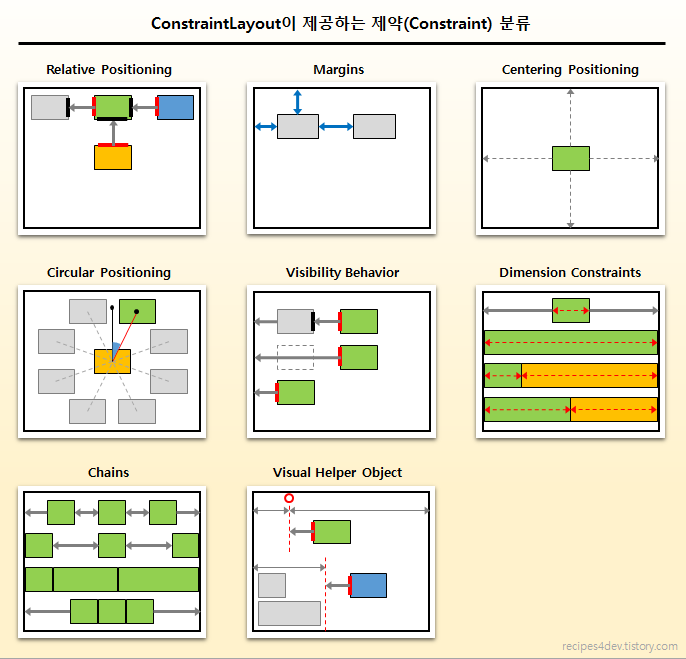 ConstraintLayout이 제공하는 제약(Constraint) 분류
Relative Positioning
Margins
Centering Positioning
Circular Positioning
Visibility Behavior
Dimension Constraints
Chains
Visual Helper Object
recipes4dev.tistory.com